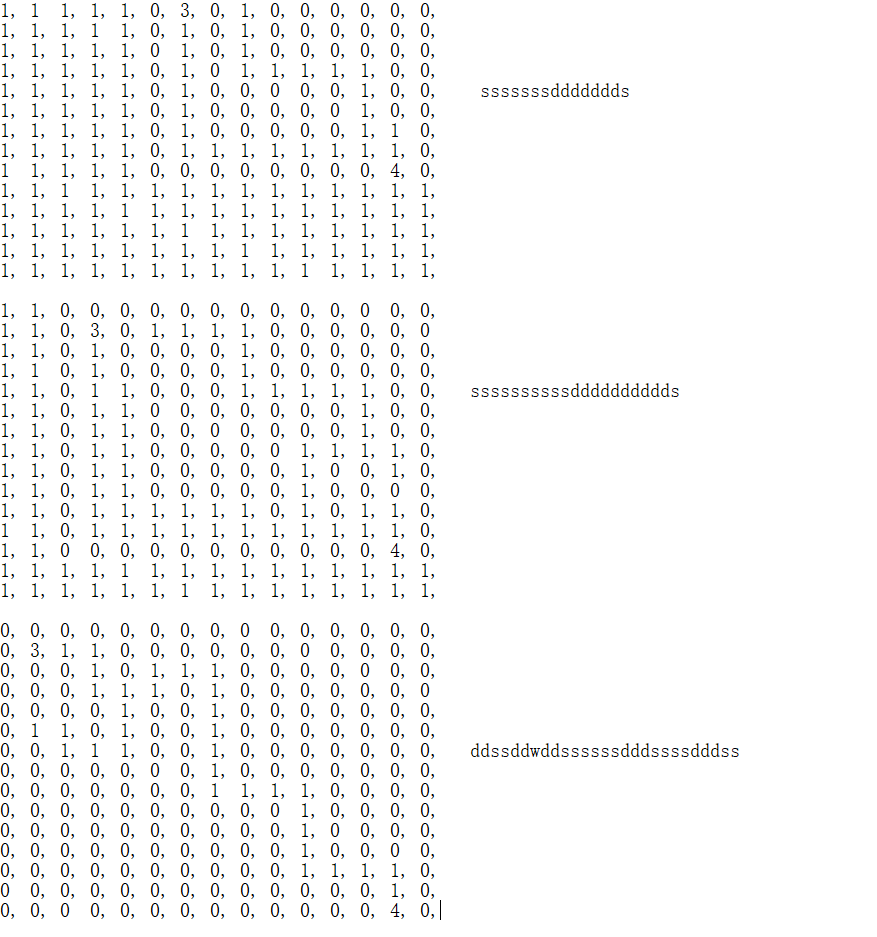 1, 1 1, 1, 1, 0, 3, 0, 1, 0, 0, 0, 0, 0, 0,
1, 1, 1, 1 1, 0, 1, 0, 1, 0, 0, 0, 0, 0, 0,
1, 1, 1, 1, 1, 0 1, 0, 1, 0, 0, 0, 0, 0, 0,
1, 1, 1, 1, 1, 0, 1, 0 1, 1, 1, 1, 1, 0, 0,
1, 1, 1, 1, 1, 0, 1, 0, 0, 0 0, 0, 1, 0, 0, sssssssddddddds
1, 1, 1, 1, 1, 0, 1, 0, 0, 0, 0, 0 1, 0, 0,
1, 1, 1, 1, 1, 0, 1, 0, 0, 0, 0, 0, 1, 1 0,
1, 1, 1, 1, 1, 0, 1, 1, 1, 1, 1, 1, 1, 1, 0,
1 1, 1, 1, 1, 0, 0, 0, 0, 0, 0, 0, 0, 4, 0,
1, 1, 1 1, 1, 1, 1, 1, 1, 1, 1, 1, 1, 1, 1,
1, 1, 1, 1, 1 1, 1, 1, 1, 1, 1, 1, 1, 1, 1,
1, 1, 1, 1, 1, 1, 1 1, 1, 1, 1, 1, 1, 1, 1,
1, 1, 1, 1, 1, 1, 1, 1, 1 1, 1, 1, 1, 1, 1,
1, 1, 1, 1, 1, 1, 1, 1, 1, 1, 1 1, 1, 1, 1,
1, 1, 0, 0, 0, 0, 0, 0, 0, 0, 0, 0, 0 0, 0,
1, 1, 0, 3, 0, 1, 1, 1, 1, 0, 0, 0, 0, 0, 0
1, 1, 0, 1, 0, 0, 0, 0, 1, 0, 0, 0, 0, 0, 0,
1, 1 0, 1, 0, 0, 0, 0, 1, 0, 0, 0, 0, 0, 0,
1, 1, 0, 1 1, 0, 0, 0, 1, 1, 1, 1, 1, 0, 0, ssssssssssdddddddddds
1, 1, 0, 1, 1, 0 0, 0, 0, 0, 0, 0, 1, 0, 0,
1, 1, 0, 1, 1, 0, 0, 0 0, 0, 0, 0, 1, 0, 0,
1, 1, 0, 1, 1, 0, 0, 0, 0, 0 1, 1, 1, 1, 0,
1, 1, 0, 1, 1, 0, 0, 0, 0, 0, 1, 0 0, 1, 0,
1, 1, 0, 1, 1, 0, 0, 0, 0, 0, 1, 0, 0, 0 0,
1, 1, 0, 1, 1, 1, 1, 1, 1, 0, 1, 0, 1, 1, 0,
1 1, 0, 1, 1, 1, 1, 1, 1, 1, 1, 1, 1, 1, 0,
1, 1, 0 0, 0, 0, 0, 0, 0, 0, 0, 0, 0, 4, 0,
1, 1, 1, 1, 1 1, 1, 1, 1, 1, 1, 1, 1, 1, 1,
1, 1, 1, 1, 1, 1, 1 1, 1, 1, 1, 1, 1, 1, 1,
0, 0, 0, 0, 0, 0, 0, 0, 0 0, 0, 0, 0, 0, 0,
0, 3, 1, 1, 0, 0, 0, 0, 0, 0, 0 0, 0, 0, 0,
0, 0, 0, 1, 0, 1, 1, 1, 0, 0, 0, 0, 0 0, 0,
0, 0, 0, 1, 1, 1, 0, 1, 0, 0, 0, 0, 0, 0, 0
0, 0, 0, 0, 1, 0, 0, 1, 0, 0, 0, 0, 0, 0, 0,
0, 1 1, 0, 1, 0, 0, 1, 0, 0, 0, 0, 0, 0, 0,
0, 0, 1, 1 1, 0, 0, 1, 0, 0, 0, 0, 0, 0, 0, ddssddwddssssssdddssssdddss
0, 0, 0, 0, 0, 0 0, 1, 0, 0, 0, 0, 0, 0, 0,
0, 0, 0, 0, 0, 0, 0, 1 1, 1, 1, 0, 0, 0, 0,
0, 0, 0, 0, 0, 0, 0, 0, 0, 0 1, 0, 0, 0, 0,
0, 0, 0, 0, 0, 0, 0, 0, 0, 0, 1, 0 0, 0, 0,
0, 0, 0, 0, 0, 0, 0, 0, 0, 0, 1, 0, 0, 0 0,
0, 0, 0, 0, 0, 0, 0, 0, 0, 0, 1, 1, 1, 1, 0,
0 0, 0, 0, 0, 0, 0, 0, 0, 0, 0, 0, 0, 1, 0,
0, 0, 0 0, 0, 0, 0, 0, 0, 0, 0, 0, 0, 4, 0,